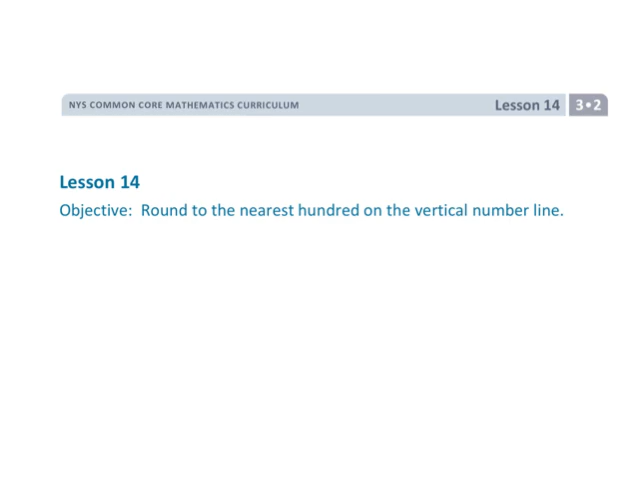 NYS COMMON CORE MATHEMATICS CURRICULUM Lesson 14 3•2
Lesson 14
Objective: Round to the nearest hundred on the vertical number line.